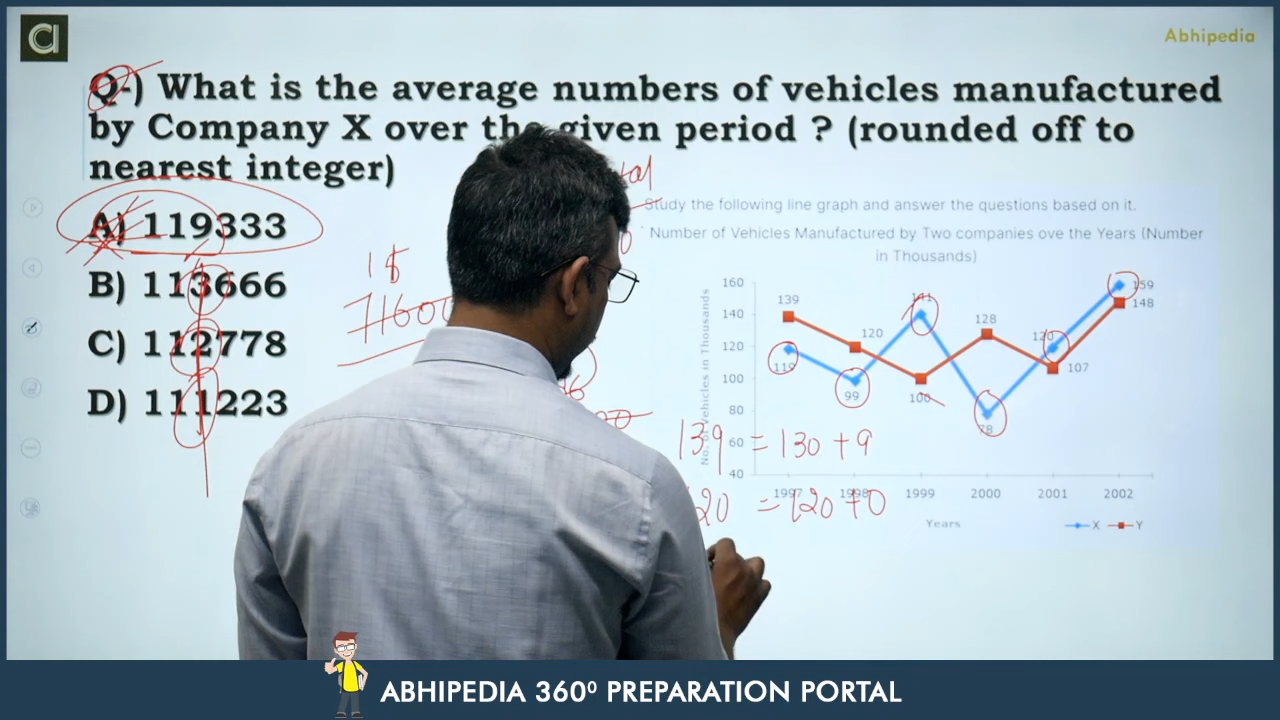 Abhipedia
Q-) What is the average numbers of vehicles manufactured
by Company X over the given period ? (rounded off to
nearest integer)
A) 119333
B) 113666
C) 112778
D) 111223
Study the following line graph and answer the questions based on it.
Number of Vehicles Manufactured by Two companies ove the Years (Number
in Thousands)
No. of Vehicles in Thousands
160
140
120
100
80
60
40
139
120
141
128
120
159
148
119
99
100
78
107
1997 1998 1999 2000 2001 2002
Years
X Y
139 = 130 + 9
20 = 120 + 0
ABHIPEDIA 360⁰ PREPARATION PORTAL